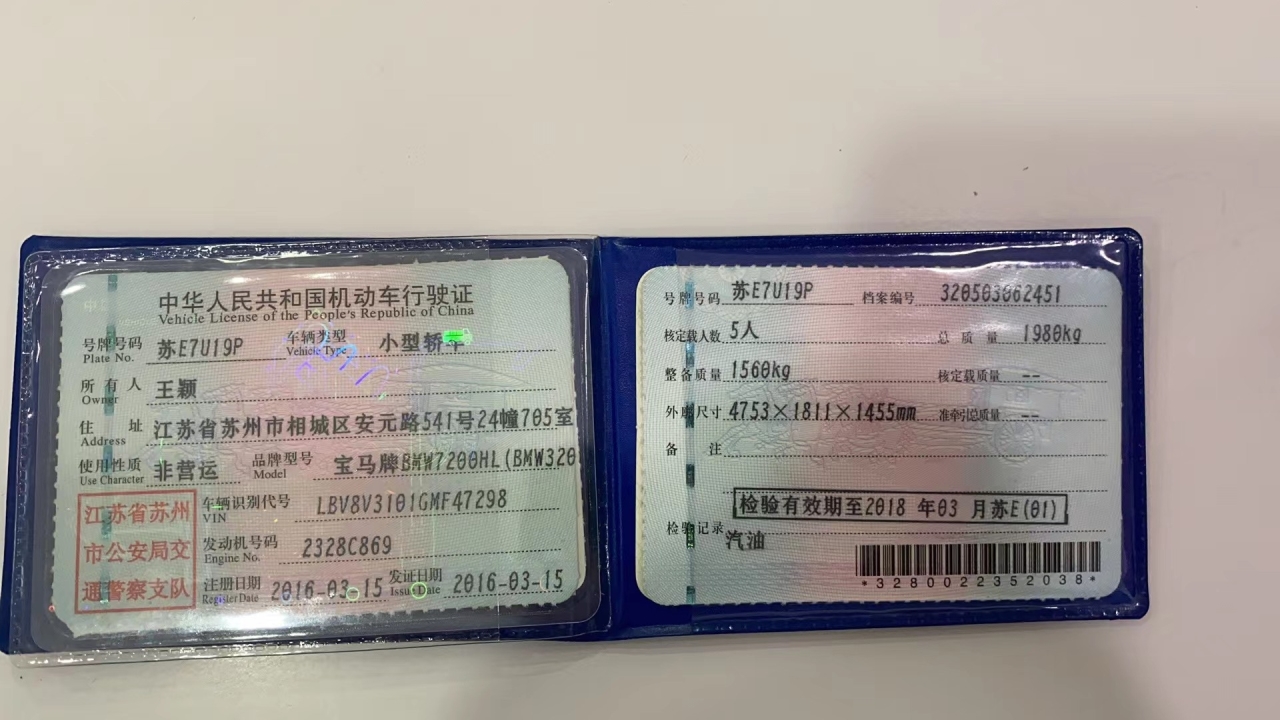 中华人民共和国机动车行驶证
Vehicle License of the People's Republic of China
号牌号码 苏E7U19P 车辆类型 小型轿车
Plate No. Vehicle Type
所有人 王颖
Owner
住址 江苏省苏州市相城区安元路541号24幢705室
Address
使用性质 非营运 品牌型号 宝马牌BMW7200HL(BMW320
Use Character Model
江苏省苏州
市公安局交
通警察支队
车辆识别代号 LBV8V3101GMF47298
VIN
发动机号码 2328C869
Engine No.
注册日期 2016-03-15 发证日期 2016-03-15
Register Date Issue Date
号牌号码 苏E7U19P 档案编号 320503062451
核定载人数 5人 总质量 1980kg
整备质量 1560kg 核定载质量 --
外廓尺寸 4753×1811×1455mm 准牵引总质量 --
备注
检验有效期至2018年03月苏E(01)
检验记录
汽油
*3280022352038*